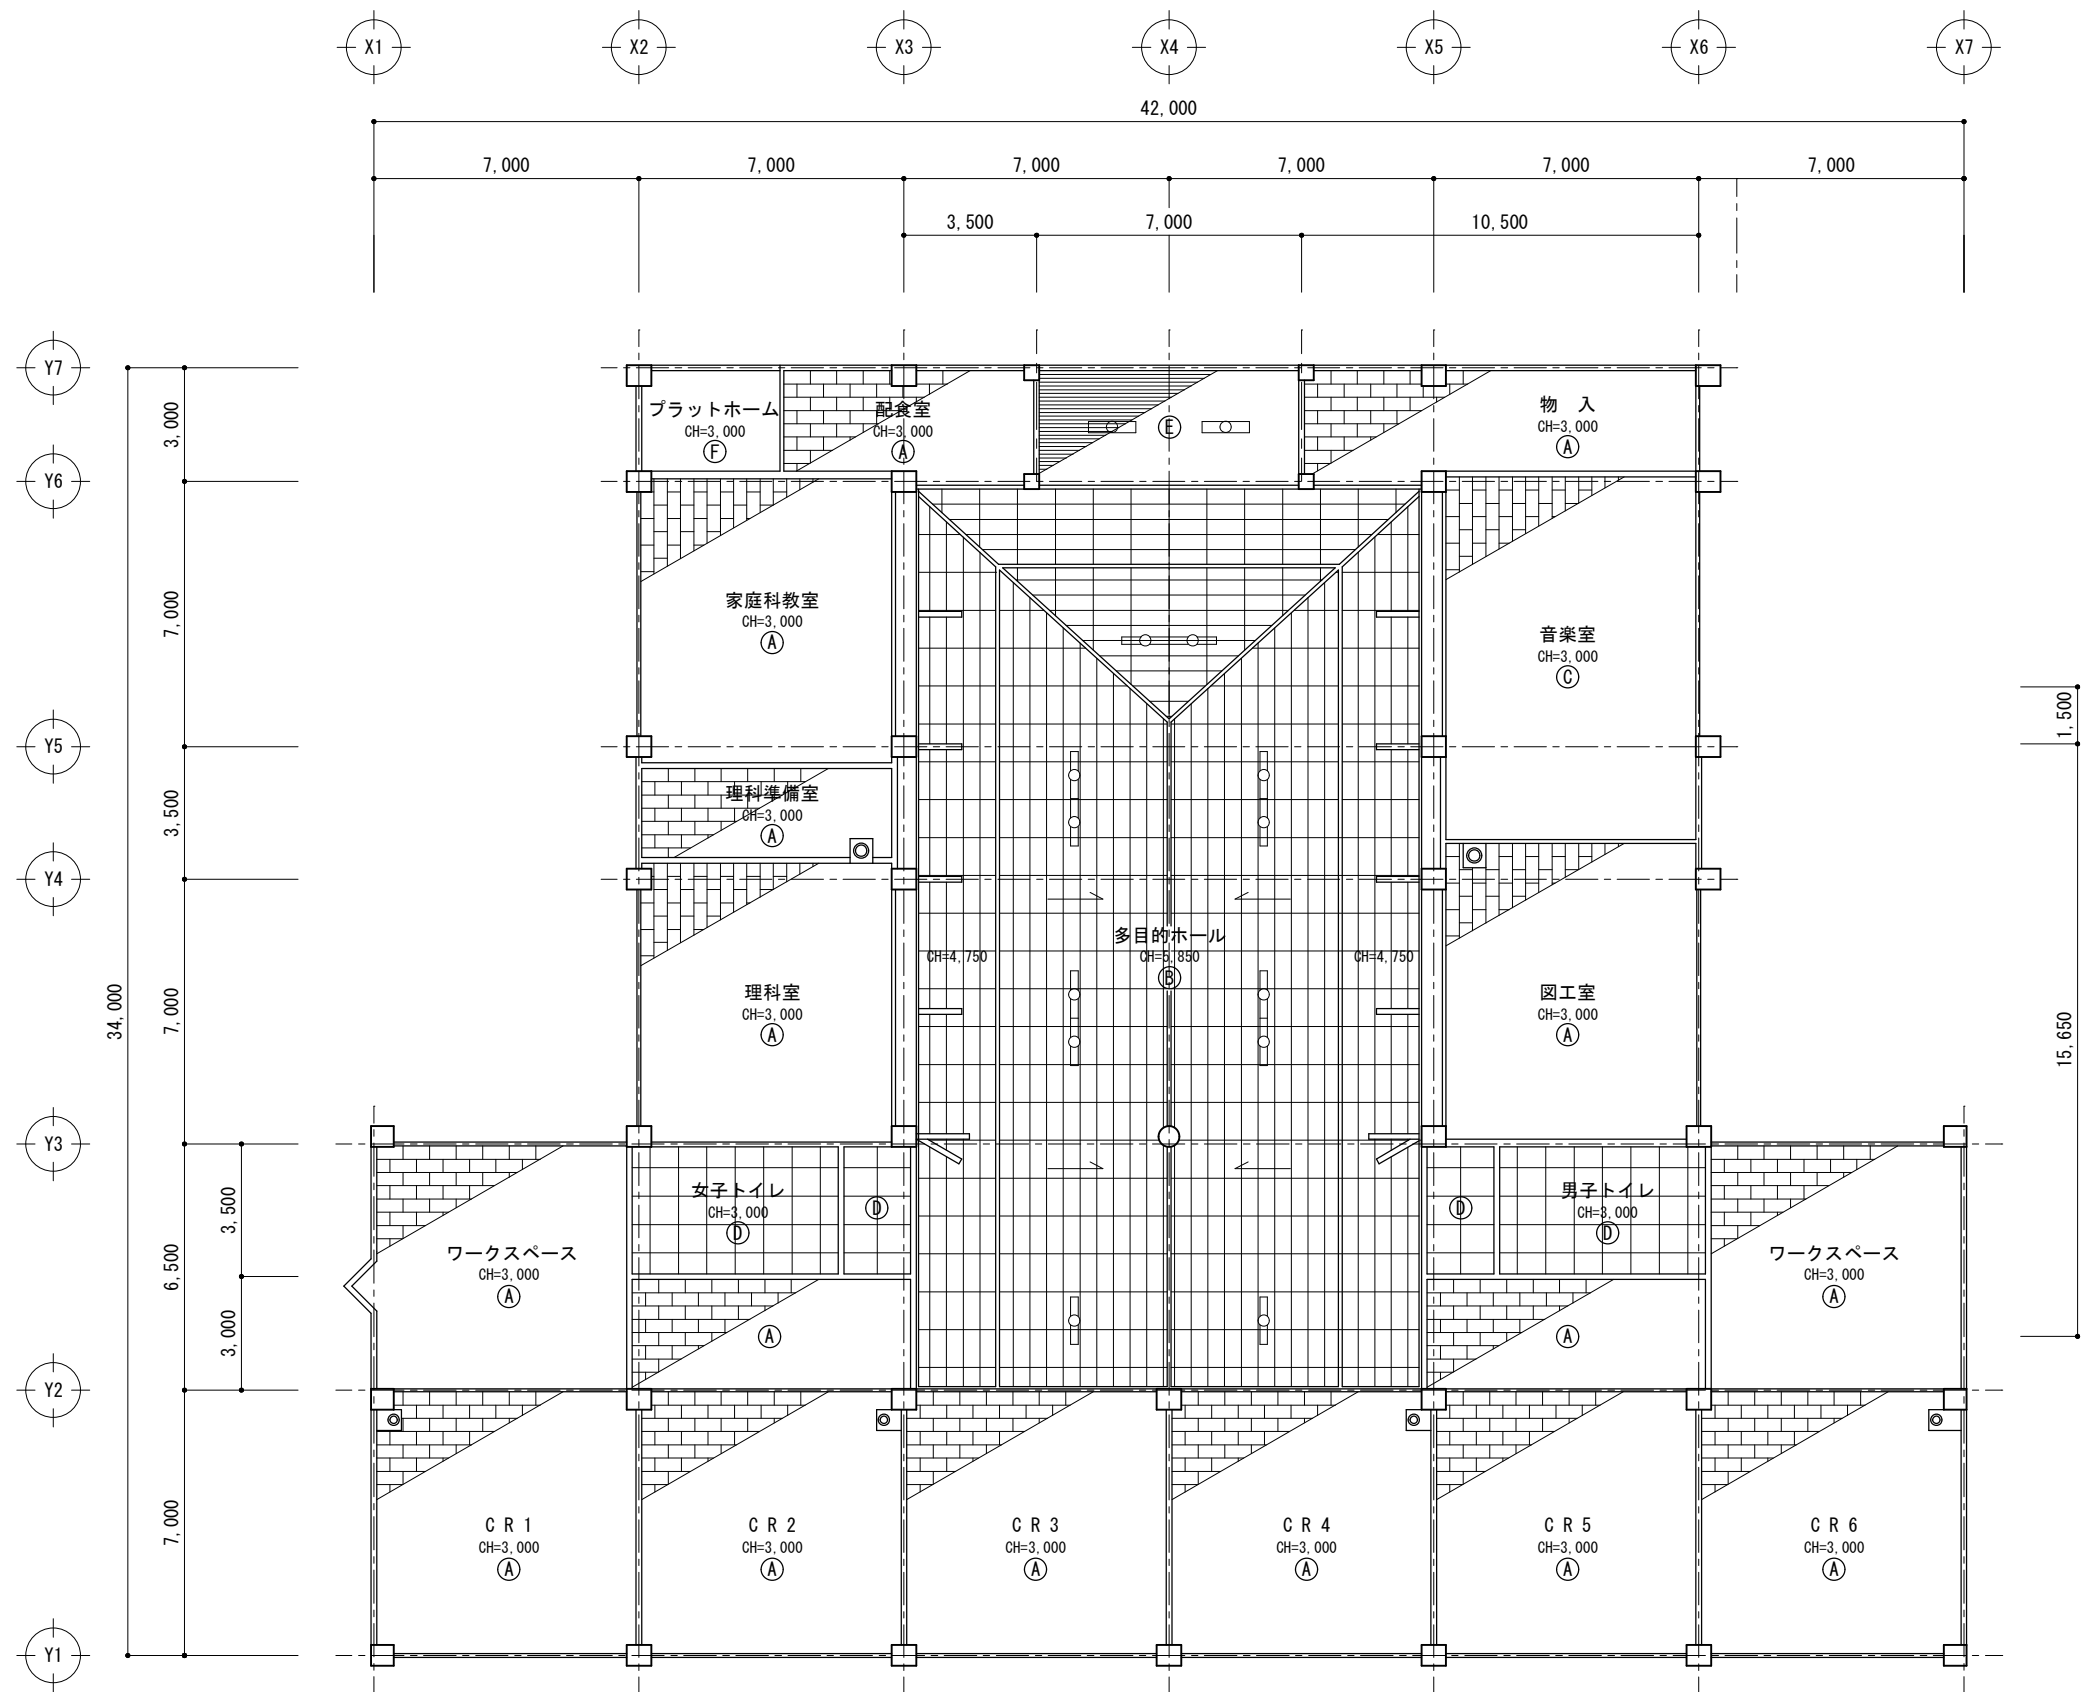 X1 X2 X3 X4 X5 X6 X7
42,000
7,000 7,000 7,000 7,000 7,000 7,000
3,500 7,000 10,500
Y7
Y6
Y5
Y4
Y3
Y2
Y1
34,000
3,000
7,000
3,500
7,000
6,500
7,000
3,500
3,000
1,500
15,650
プラットホーム
CH=3,000
F
配食室
CH=3,000
A
E
物 入
CH=3,000
A
家庭科教室
CH=3,000
A
音楽室
CH=3,000
C
理科準備室
CH=3,000
A
多目的ホール
CH=4,750 CH=5,850 CH=4,750
B
理科室
CH=3,000
A
図工室
CH=3,000
A
女子トイレ
CH=3,000
D
D
D
男子トイレ
CH=3,000
D
ワークスペース
CH=3,000
A
A
A
ワークスペース
CH=3,000
A
CR1
CH=3,000
A
CR2
CH=3,000
A
CR3
CH=3,000
A
CR4
CH=3,000
A
CR5
CH=3,000
A
CR6
CH=3,000
A